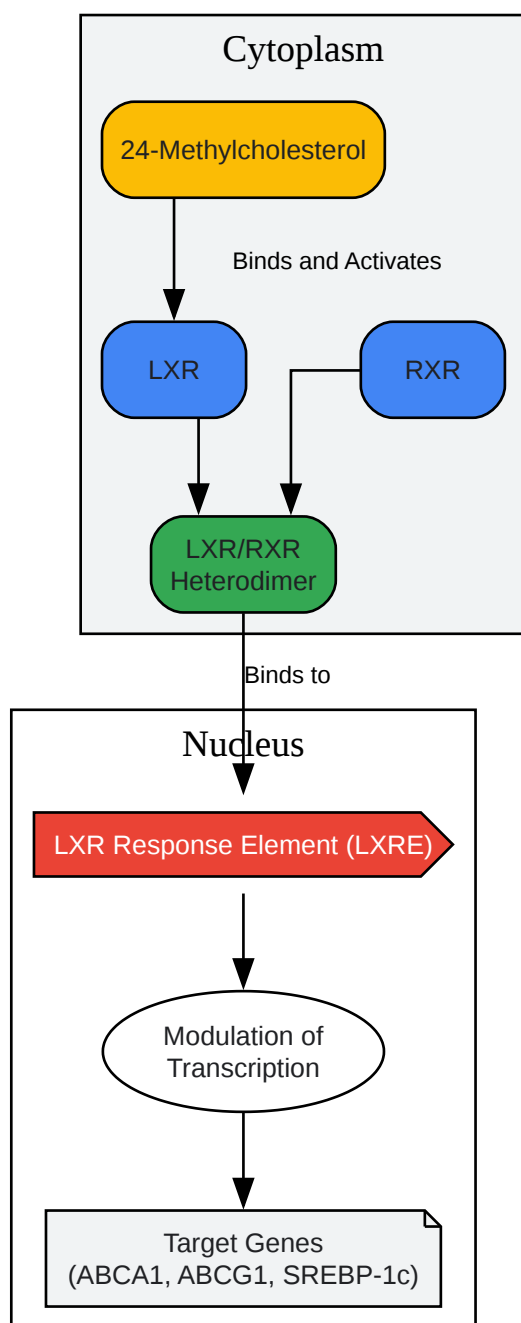 Cytoplasm
24-Methylcholesterol
Binds and Activates
LXR
RXR
LXR/RXR
Heterodimer
Binds to
Nucleus
LXR Response Element (LXRE)
Modulation of
Transcription
Target Genes
(ABCA1, ABCG1, SREBP-1c)